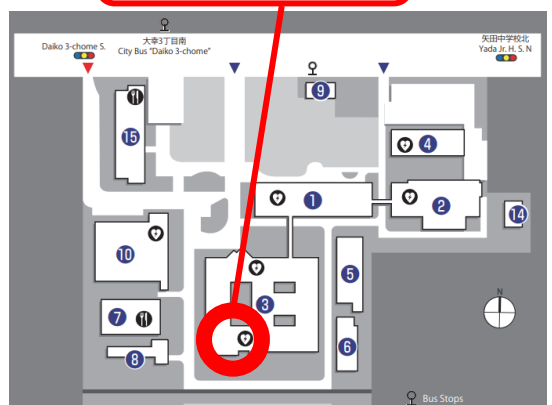 Daiko 3-chome S.
大幸3丁目南
City Bus "Daiko 3-chome"
矢田中学校北
Yada Jr. H. S. N
9
15
4
1
2
14
10
5
3
N
7
6
8
Bus Stops